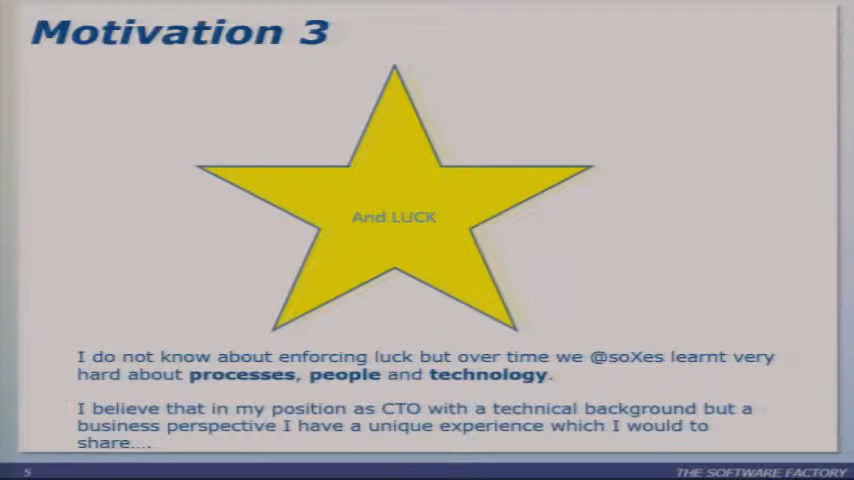 Motivation 3
And LUCK
I do not know about enforcing luck but over time we @soXes learnt very
hard about processes, people and technology.
I believe that in my position as CTO with a technical background but a
business perspective I have a unique experience which I would to
share....
5
THE SOFTWARE FACTORY